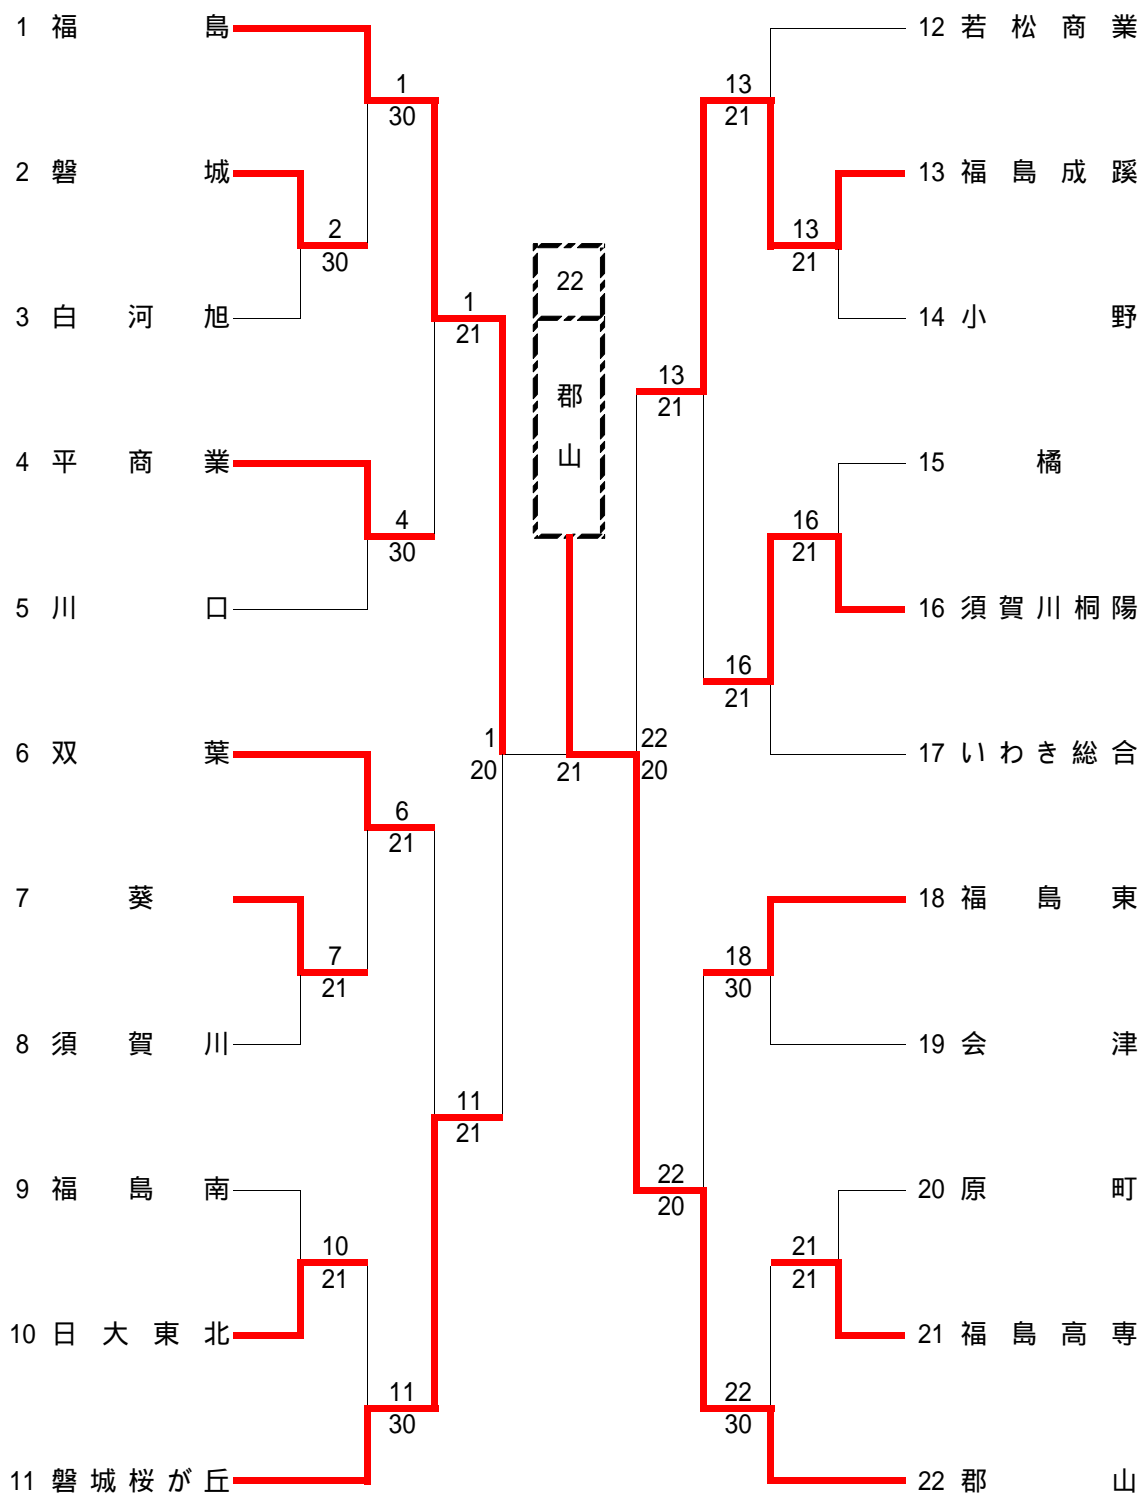 1 福島
1
30
2 磐城
2
30
3 白河旭
1
21
4 平商業
4
30
5 川口
6 双葉
1
20
6
21
7 葵
7
21
8 須賀川
11
21
9 福島南
10
21
10 日大東北
11
30
11 磐城桜が丘
22
郡山
21
12 若松商業
13
21
13 福島成蹊
13
21
14 小野
13
21
15 橘
16
21
16 須賀川桐陽
16
21
17 いわき総合
22
20
18 福島東
18
30
19 会津
22
20
20 原町
21
21
21 福島高専
22
30
22 郡山